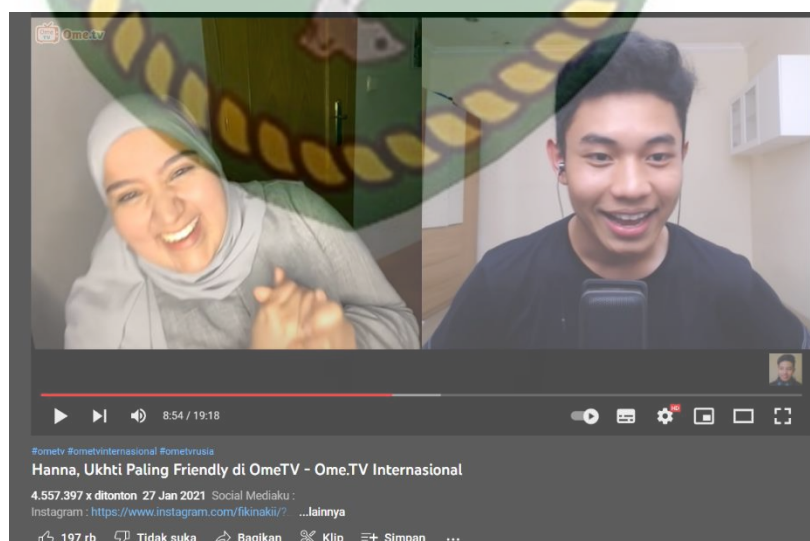 Ome.tv
8:54 / 19:18
HD
#ometv #ometvinternasional #ometvrusia
Hanna, Ukhti Paling Friendly di OmeTV - Ome.TV Internasional
4.557.397 x ditonton 27 Jan 2021 Social Mediaku :
Instagram : https://www.instagram.com/fikinakii/? ...lainnya
197 rb Tidak suka Bagikan Klip Simpan ...